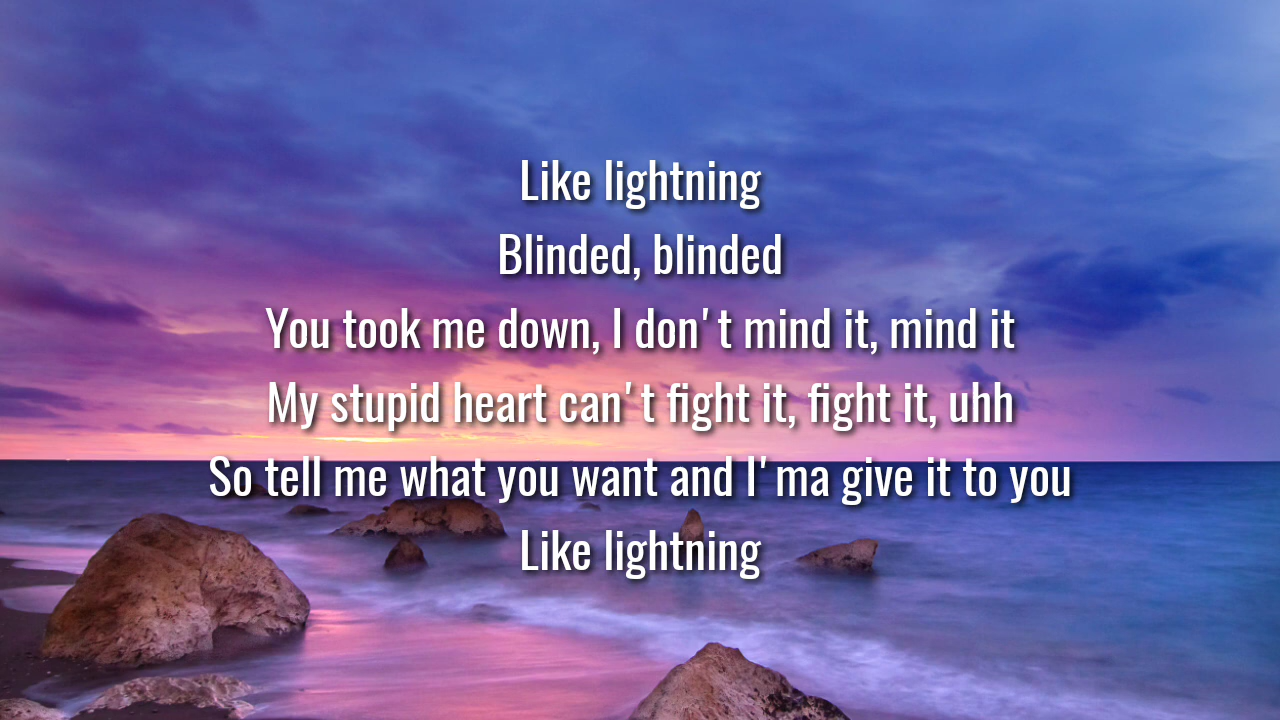 Like lightning
Blinded, blinded
You took me down, I don't mind it, mind it
My stupid heart can't fight it, fight it, uhh
So tell me what you want and I'ma give it to you
Like lightning